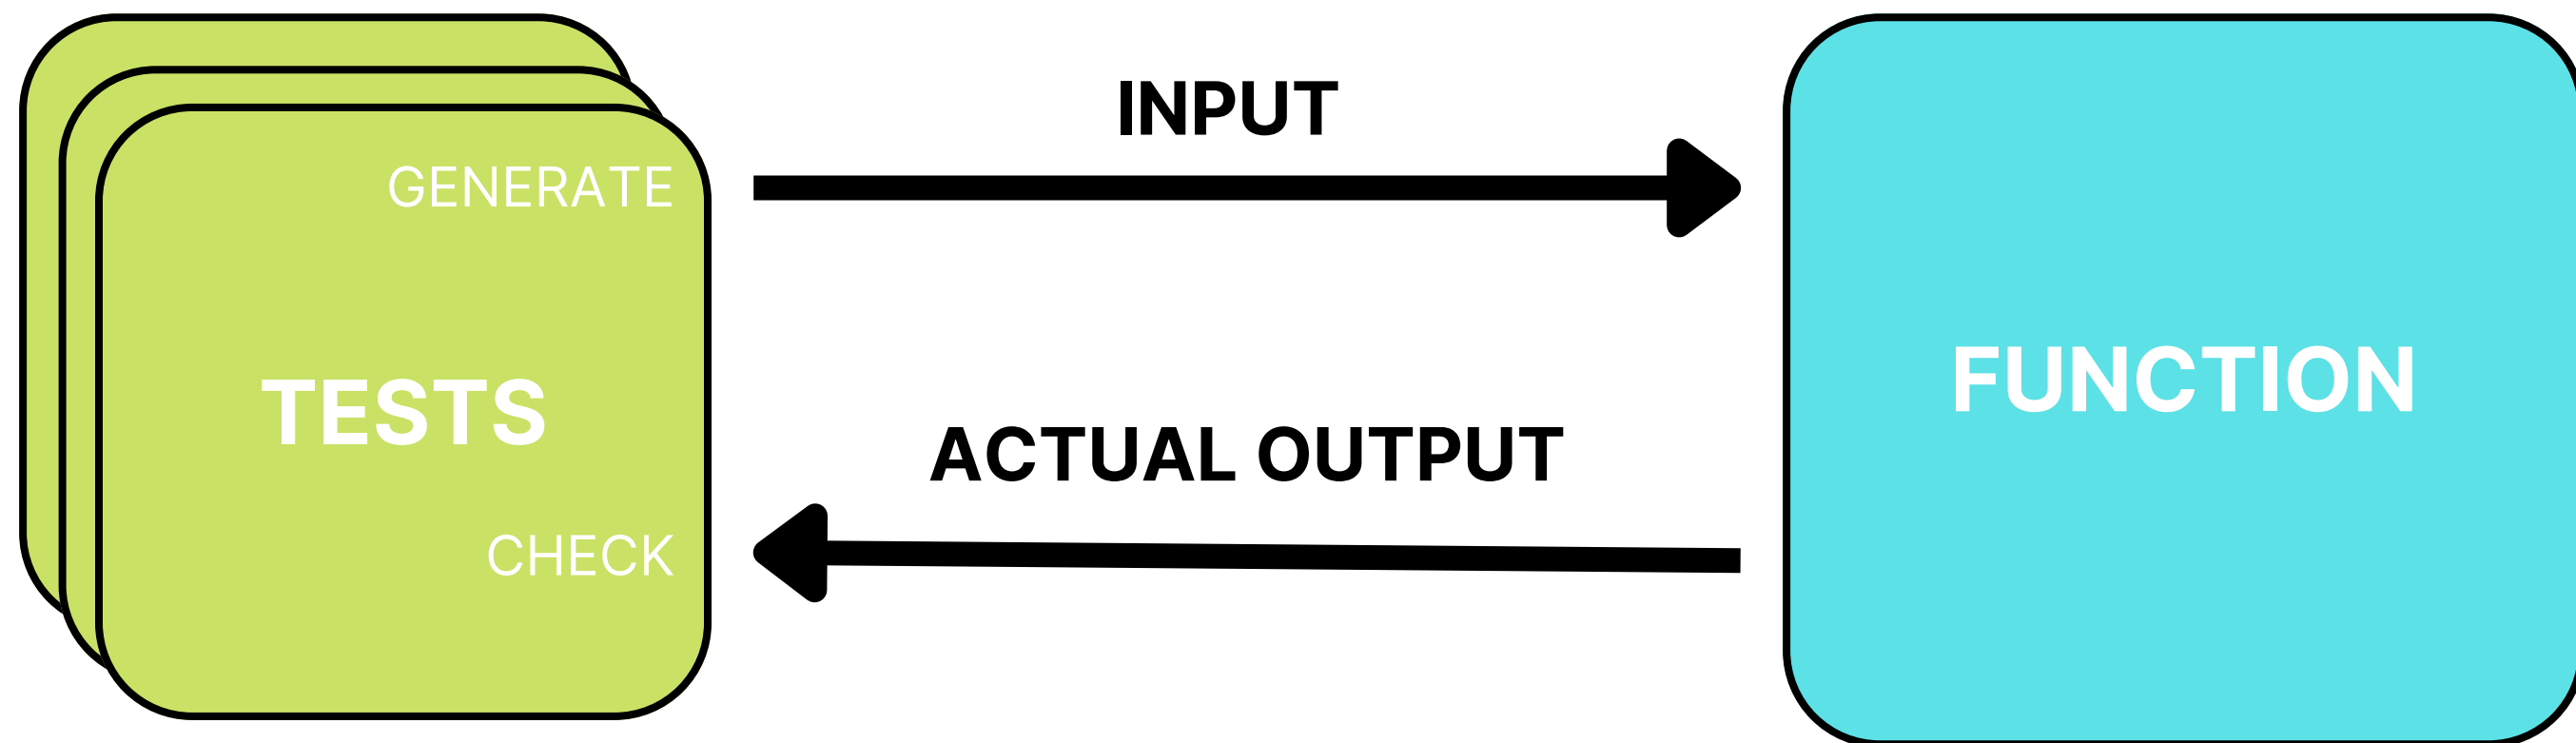 GENERATE
TESTS
CHECK
INPUT
ACTUAL OUTPUT
FUNCTION